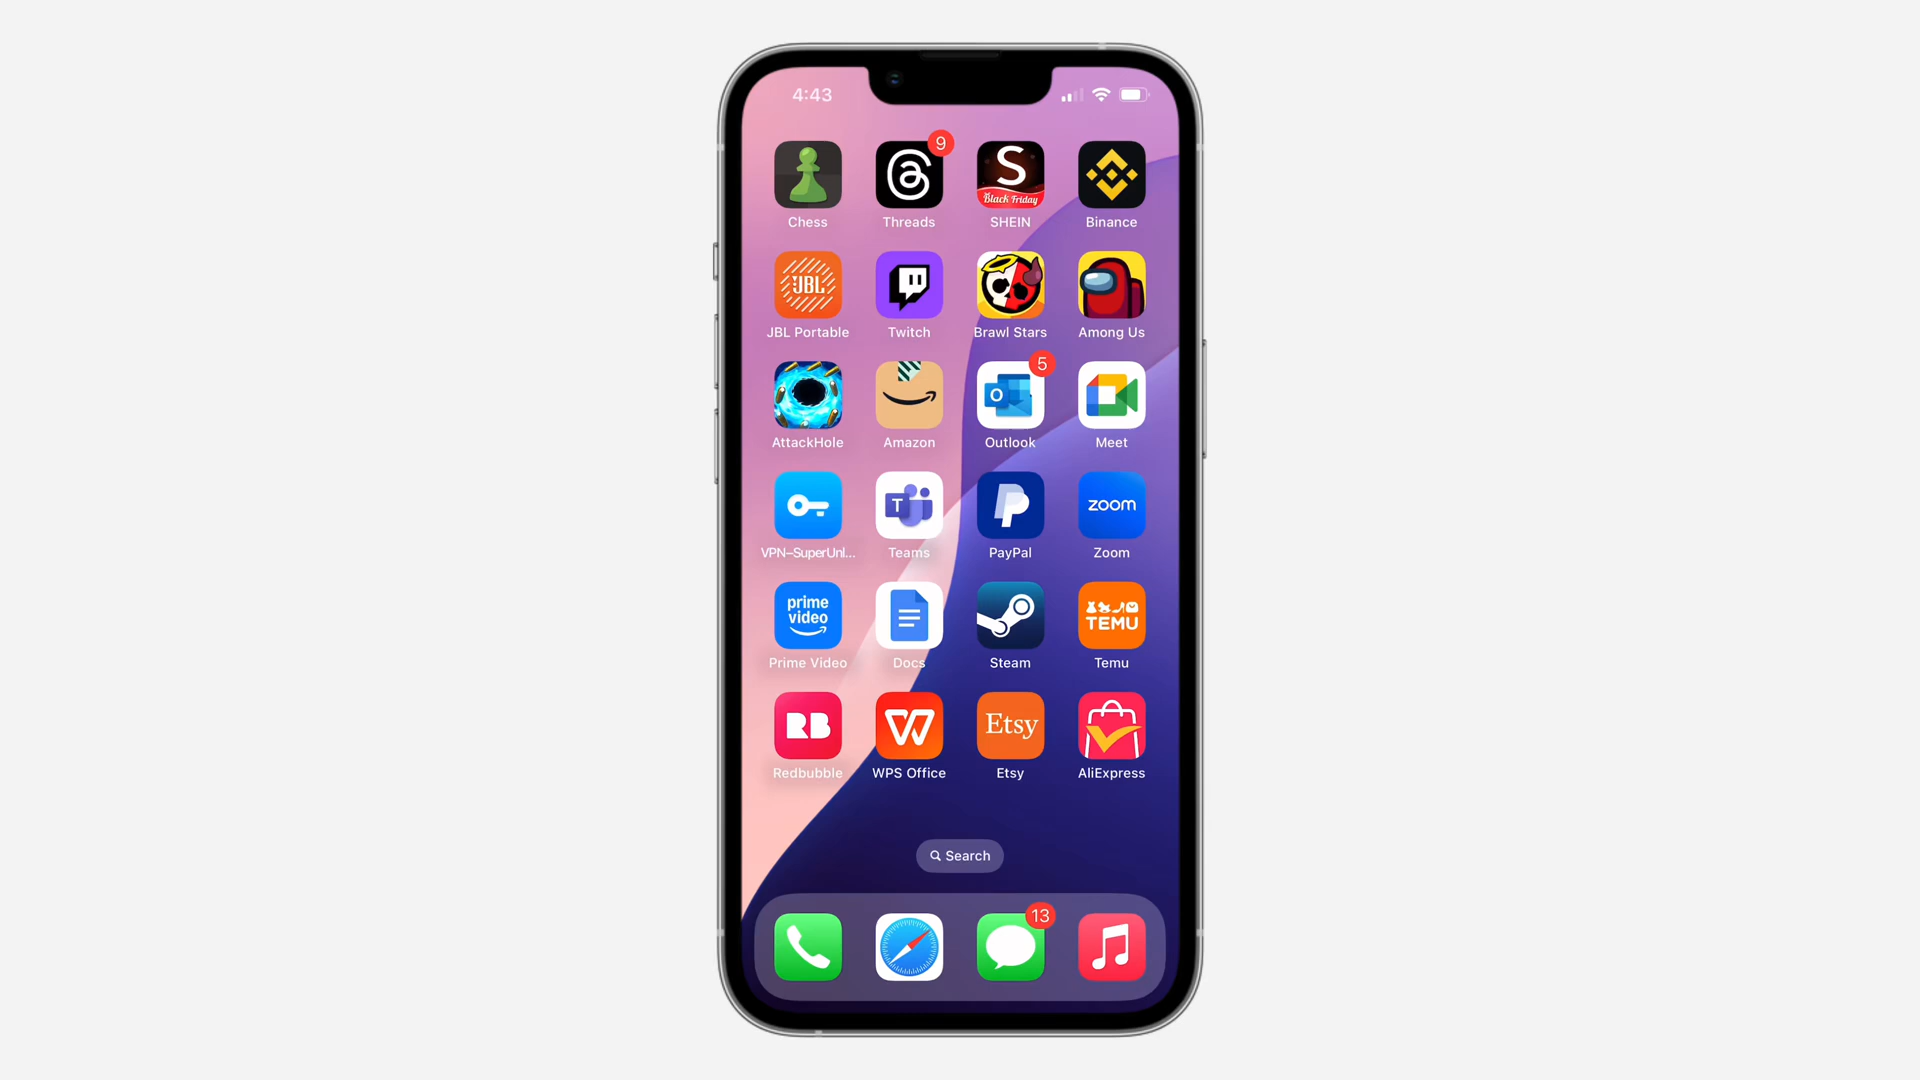 4:43
9
S
Black Friday
Chess Threads SHEIN Binance
JBL
JBL Portable Twitch Brawl Stars Among Us
5
O
AttackHole Amazon Outlook Meet
T
zoom
VPN–SuperUnl... Teams PayPal Zoom
prime
video
TEMU
Prime Video Docs Steam Temu
RB
W
Etsy
Redbubble WPS Office Etsy AliExpress
Search
13